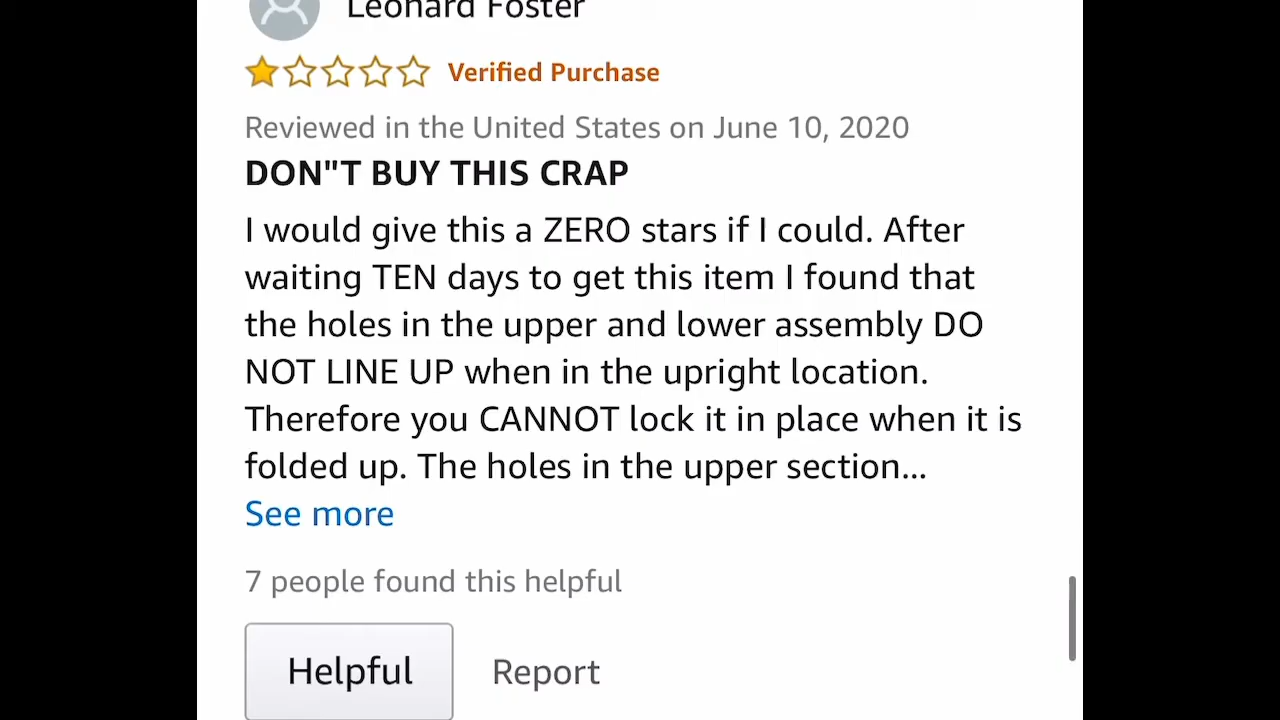 Leonard Foster
Verified Purchase
Reviewed in the United States on June 10, 2020
DON"T BUY THIS CRAP
I would give this a ZERO stars if I could. After
waiting TEN days to get this item I found that
the holes in the upper and lower assembly DO
NOT LINE UP when in the upright location.
Therefore you CANNOT lock it in place when it is
folded up. The holes in the upper section...
See more
7 people found this helpful
Helpful Report